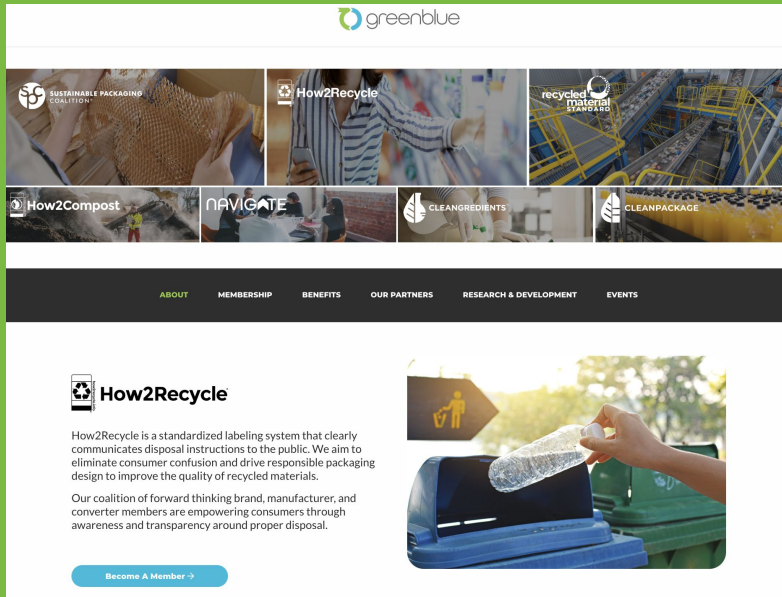 greenblue
spc SUSTAINABLE PACKAGING
COALITION®
How2Recycle
recycled
material
STANDARD
How2Compost
NAVIGATE
CLEANGREDIENTS
CLEANPACKAGE
ABOUT MEMBERSHIP BENEFITS OUR PARTNERS RESEARCH & DEVELOPMENT EVENTS
How2Recycle
How2Recycle is a standardized labeling system that clearly
communicates disposal instructions to the public. We aim to
eliminate consumer confusion and drive responsible packaging
design to improve the quality of recycled materials.
Our coalition of forward thinking brand, manufacturer, and
converter members are empowering consumers through
awareness and transparency around proper disposal.
Become A Member →